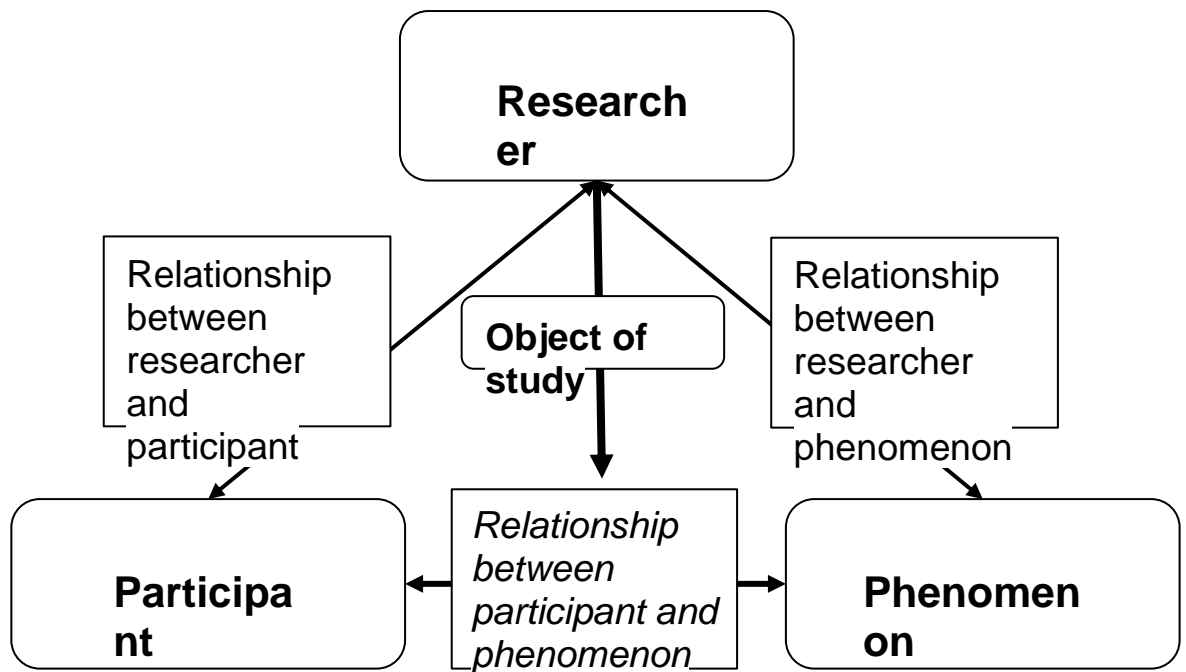 Research
er
Relationship
between
researcher
and
participant
Object of
study
Relationship
between
researcher
and
phenomenon
Participa
nt
Relationship
between
participant and
phenomenon
Phenomen
on